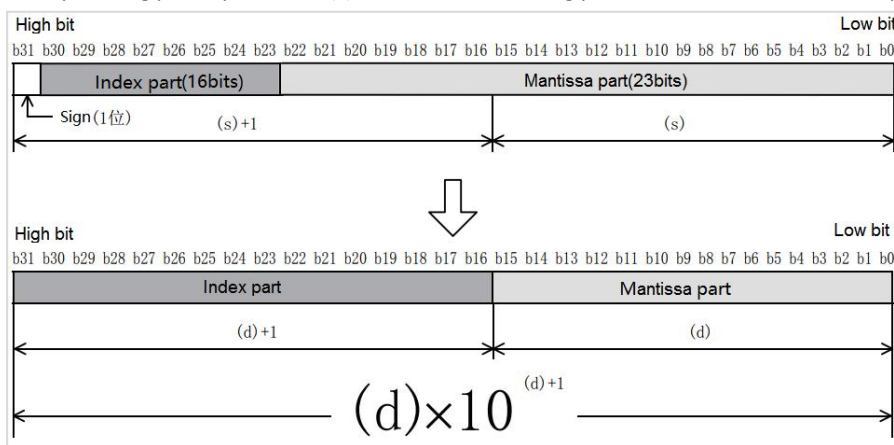 High bit Low bit
b31 b30 b29 b28 b27 b26 b25 b24 b23 b22 b21 b20 b19 b18 b17 b16 b15 b14 b13 b12 b11 b10 b9 b8 b7 b6 b5 b4 b3 b2 b1 b0
Index part(16bits) Mantissa part(23bits)
Sign(1位) (s)+1 (s)
High bit Low bit
b31 b30 b29 b28 b27 b26 b25 b24 b23 b22 b21 b20 b19 b18 b17 b16 b15 b14 b13 b12 b11 b10 b9 b8 b7 b6 b5 b4 b3 b2 b1 b0
Index part Mantissa part
(d)+1 (d)
(d)×10 (d)+1